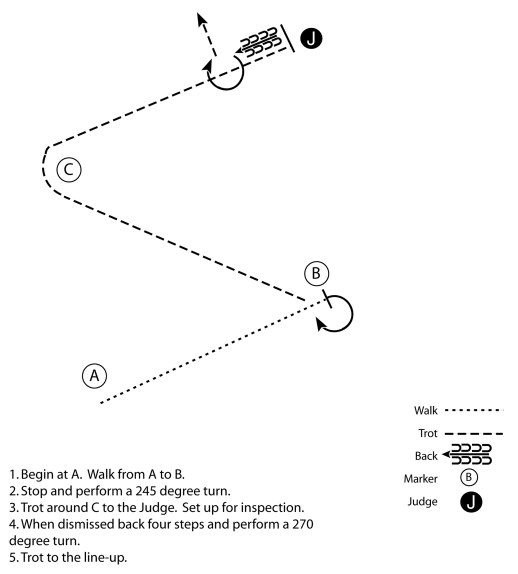 J
C
B
A
Walk
Trot
Back
Marker B
Judge J
1. Begin at A. Walk from A to B.
2. Stop and perform a 245 degree turn.
3. Trot around C to the Judge. Set up for inspection.
4. When dismissed back four steps and perform a 270
degree turn.
5. Trot to the line-up.